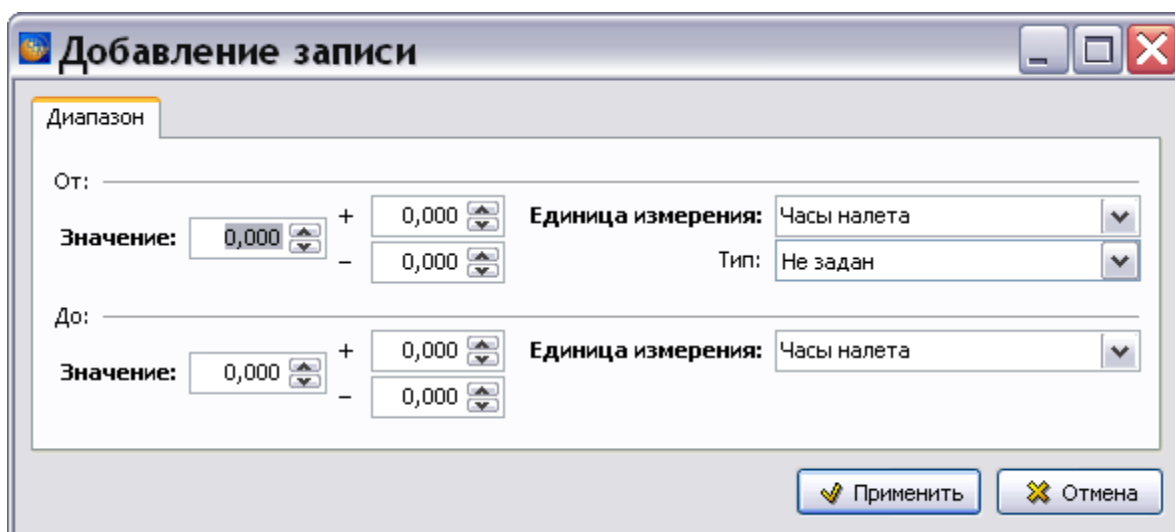 Добавление записи
Диапазон
От:
Значение: 0,000 + 0,000 Единица измерения: Часы налета
– 0,000 Тип: Не задан
До:
Значение: 0,000 + 0,000 Единица измерения: Часы налета
– 0,000
Применить Отмена